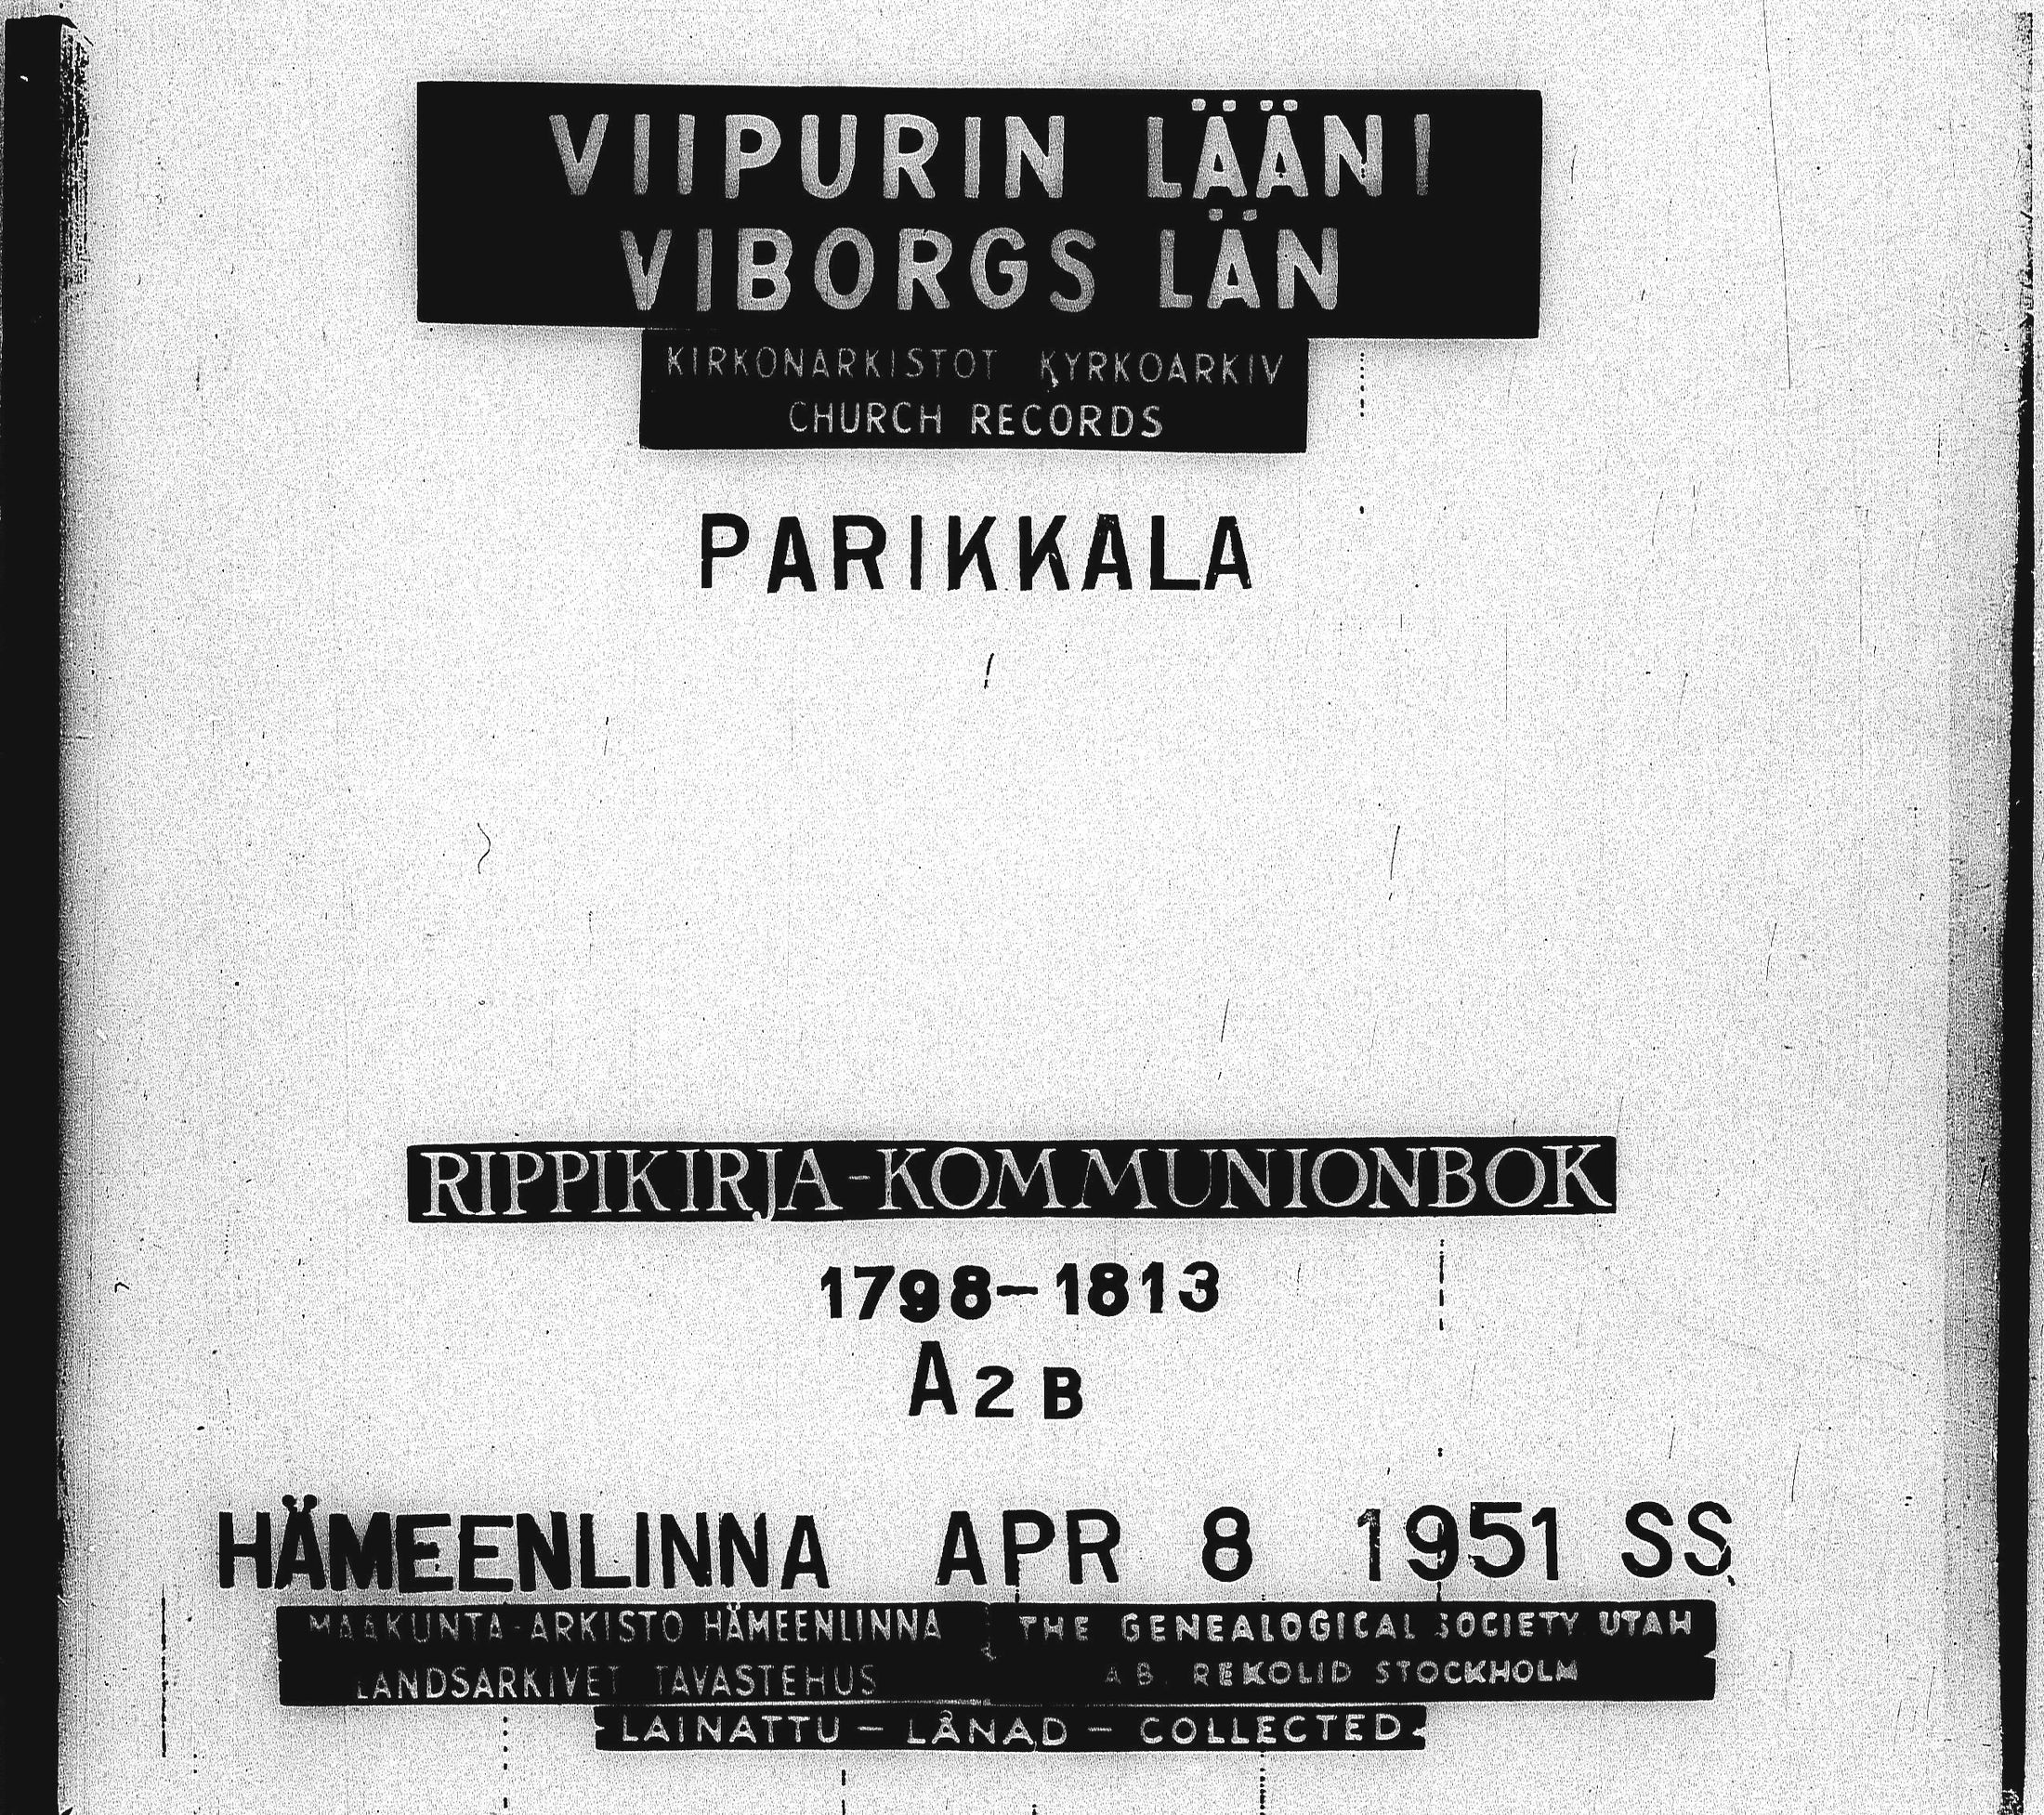 VIIPURIN LÄÄNI
VIBORGS LÄN
KIRKONARKISTOT KYRKOARKIV
CHURCH RECORDS
PARIKKALA
RIPPIKIRJA-KOMMUNIONBOK
1798-1813
A2B
HÄMEENLINNA APR 8 1951 SS
MAAKUNTA-ARKISTO HÄMEENLINNA
LANDSARKIVET TAVASTEHUS
THE GENEALOGICAL SOCIETY UTAH
A.B. REKOLID STOCKHOLM
LAINATTU - LÅNAD - COLLECTED